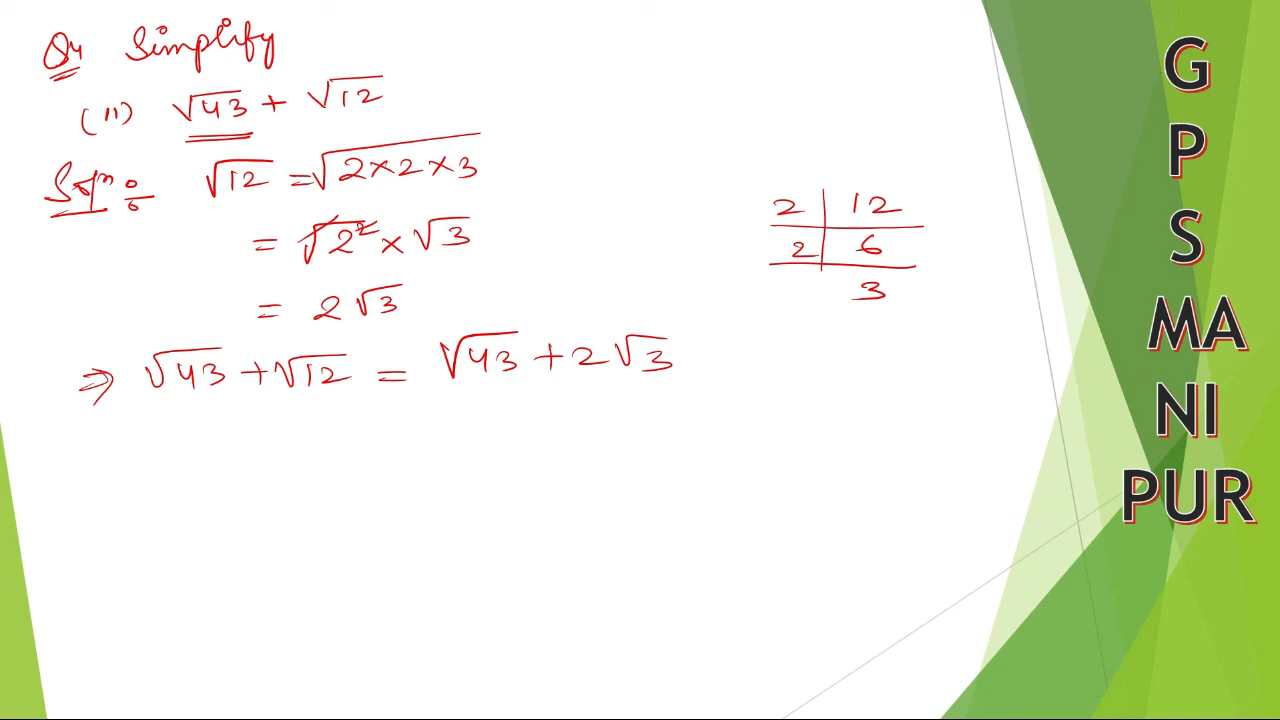 Q4 Simplify
(11) √43 + √12
Solⁿ:
√12 = √2×2×3
= √2² × √3
= 2√3
⇒ √43 + √12 = √43 + 2√3
2 | 12
2 | 6
3
G
P
S
MA
NI
PUR